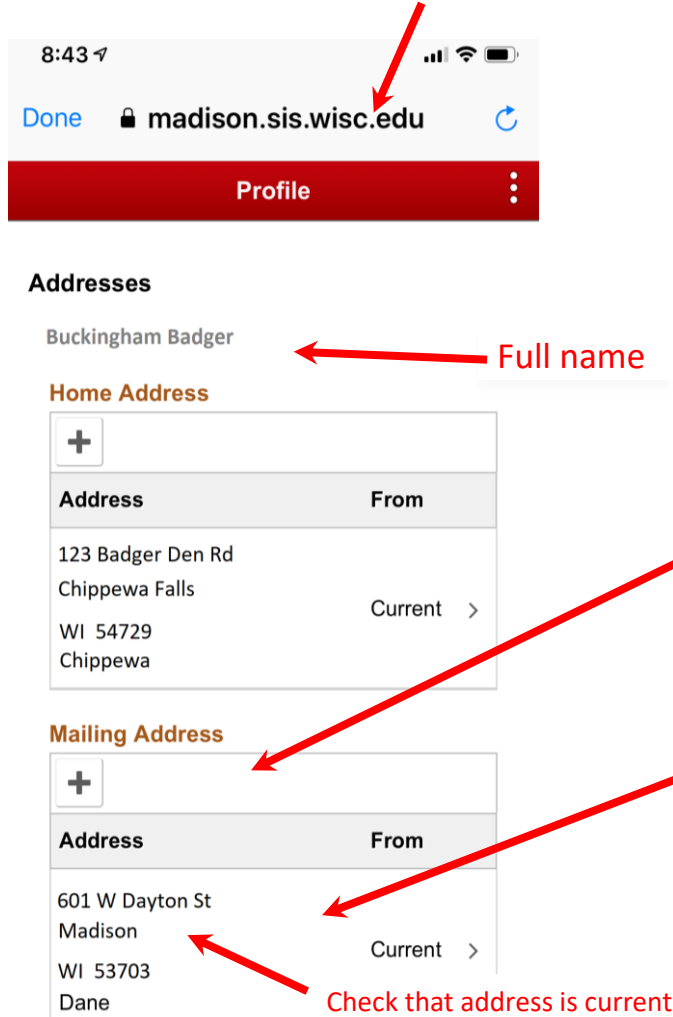 8:43
Done madison.sis.wisc.edu
Profile
Addresses
Buckingham Badger
Full name
Home Address
+
Address From
123 Badger Den Rd
Chippewa Falls
WI 54729
Chippewa
Current >
Mailing Address
+
Address From
601 W Dayton St
Madison
WI 53703
Dane
Current >
Check that address is current